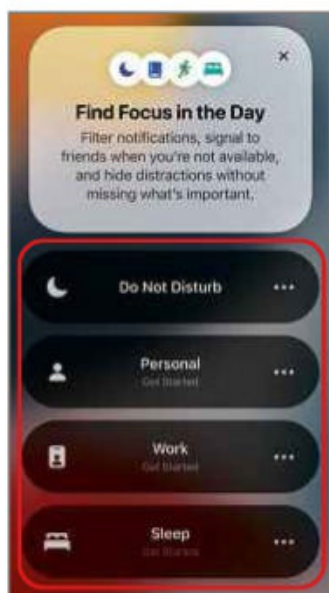 Find Focus in the Day
Filter notifications, signal to
friends when you're not available,
and hide distractions without
missing what's important.
Do Not Disturb
Personal
Get Started
Work
Get Started
Sleep
Get Started